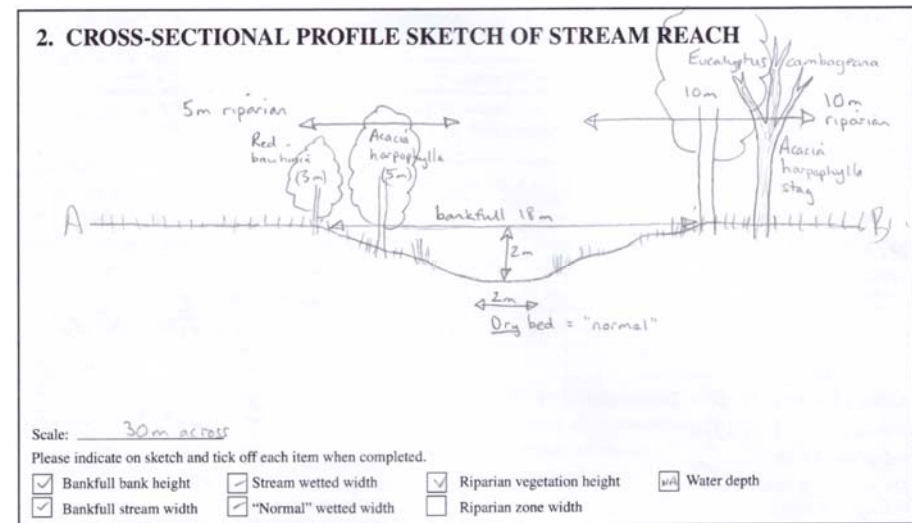 2. CROSS-SECTIONAL PROFILE SKETCH OF STREAM REACH
Eucalyptus cambageana
10m
5m riparian
10m
riparian
Red
bauhinia
(3m)
Acacia
harpophylla
(5m)
Acacia
harpophylla
stag
A
bankfull 18m
B
2m
2m
Dry bed = "normal"
Scale: 30m across
Please indicate on sketch and tick off each item when completed.
Bankfull bank height
Stream wetted width
Riparian vegetation height
NA Water depth
Bankfull stream width
"Normal" wetted width
Riparian zone width